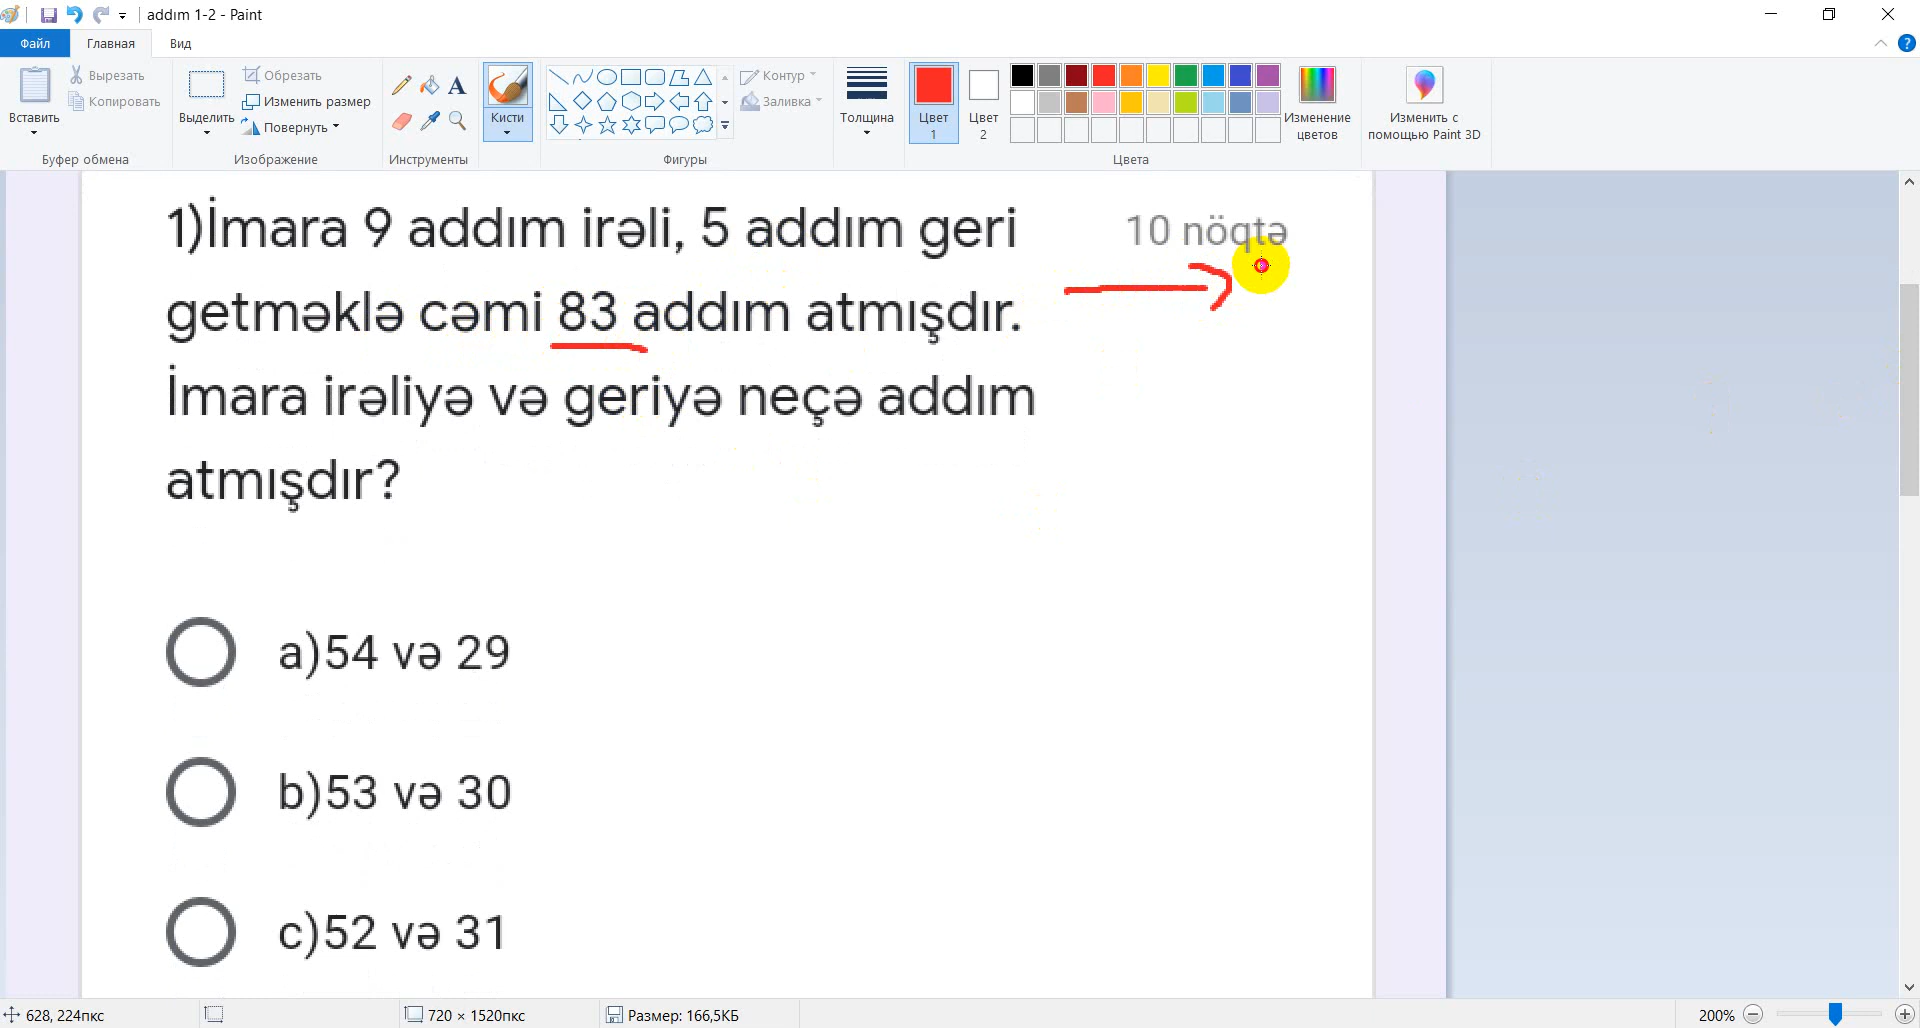 addım 1-2 - Paint
Файл Главная Вид
Вставить
Вырезать
Копировать
Буфер обмена
Выделить
Обрезать
Изменить размер
Повернуть
Изображение
A
Инструменты
Кисти
Контур
Заливка
Фигуры
Толщина
Цвет
1
Цвет
2
Изменение
цветов
Цвета
Изменить с
помощью Paint 3D
?
1)İmara 9 addım irəli, 5 addım geri
getməklə cəmi 83 addım atmışdır.
İmara irəliyə və geriyə neçə addım
atmışdır?
10 nöqtə
a)54 və 29
b)53 və 30
c)52 və 31
628, 224пкс
720 × 1520пкс
Размер: 166,5КБ
200%